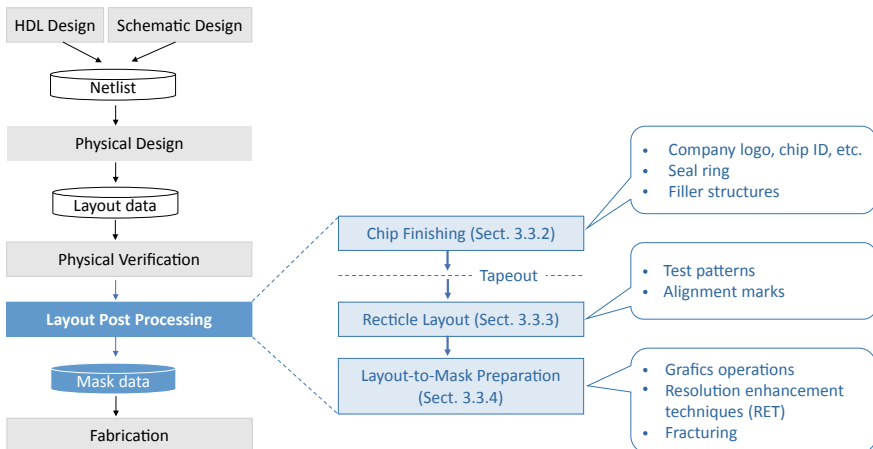 HDL Design
Schematic Design
Netlist
Physical Design
Layout data
Physical Verification
Layout Post Processing
Mask data
Fabrication
Chip Finishing (Sect. 3.3.2)
Tapeout
Recticle Layout (Sect. 3.3.3)
Layout-to-Mask Preparation
(Sect. 3.3.4)
• Company logo, chip ID, etc.
• Seal ring
• Filler structures
• Test patterns
• Alignment marks
• Grafics operations
• Resolution enhancement
techniques (RET)
• Fracturing